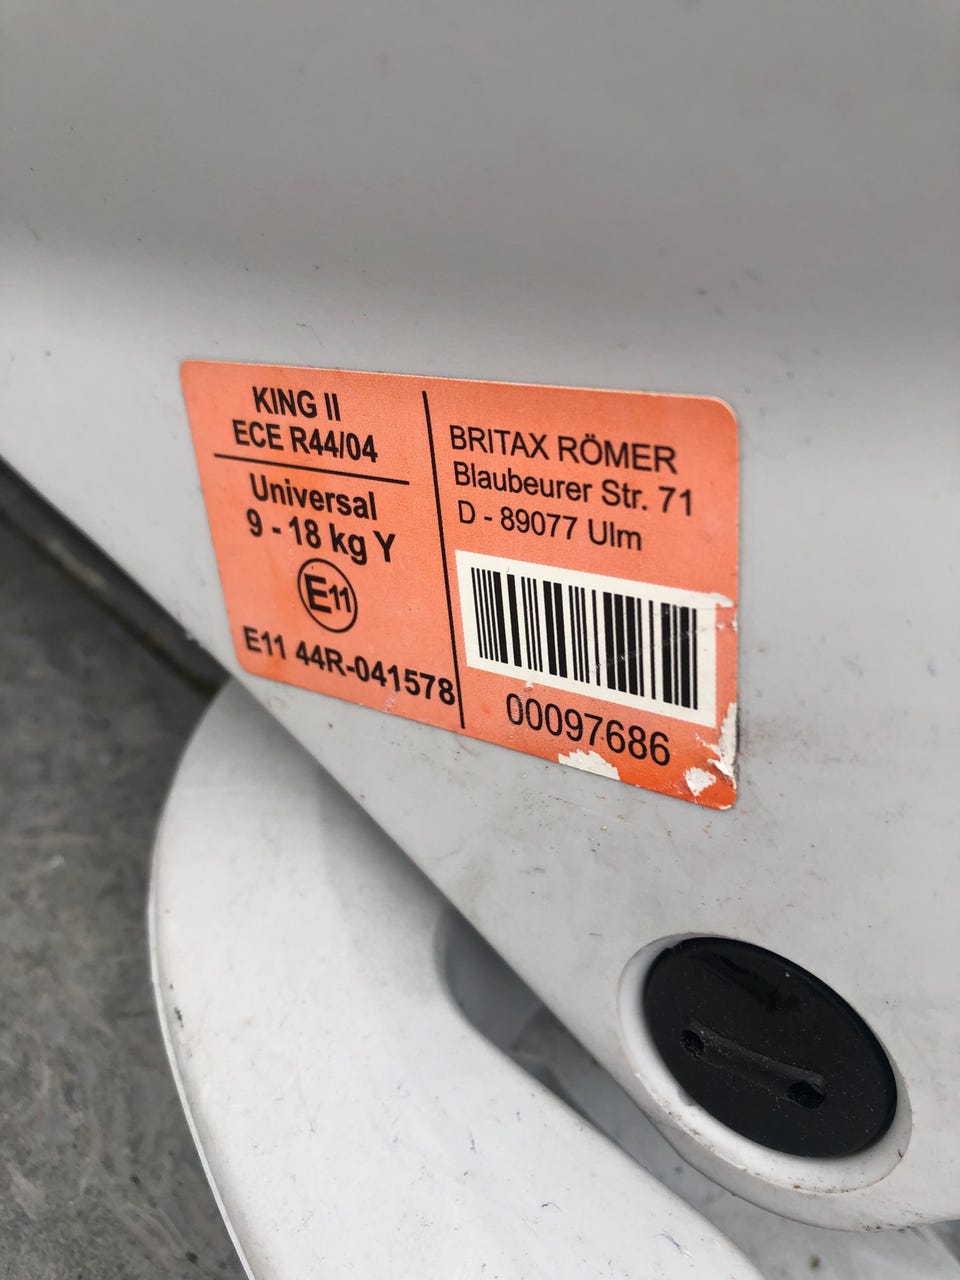 KING II
ECE R44/04
Universal
9 - 18 kg Y
E11
E11 44R-041578
BRITAX RÖMER
Blaubeurer Str. 71
D - 89077 Ulm
00097686